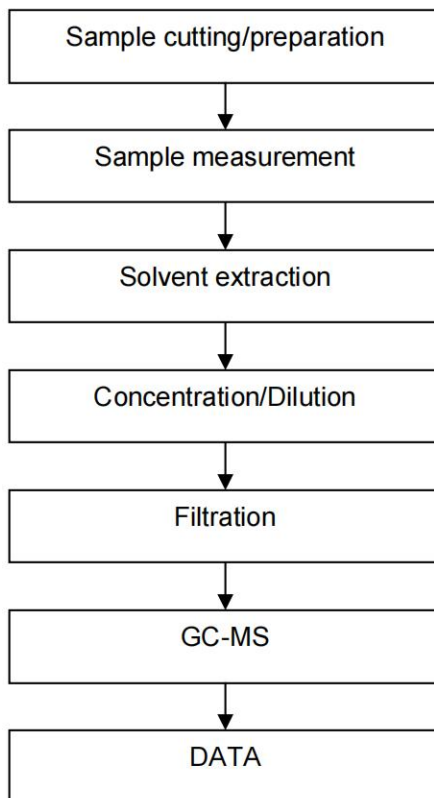 Sample cutting/preparation
Sample measurement
Solvent extraction
Concentration/Dilution
Filtration
GC-MS
DATA